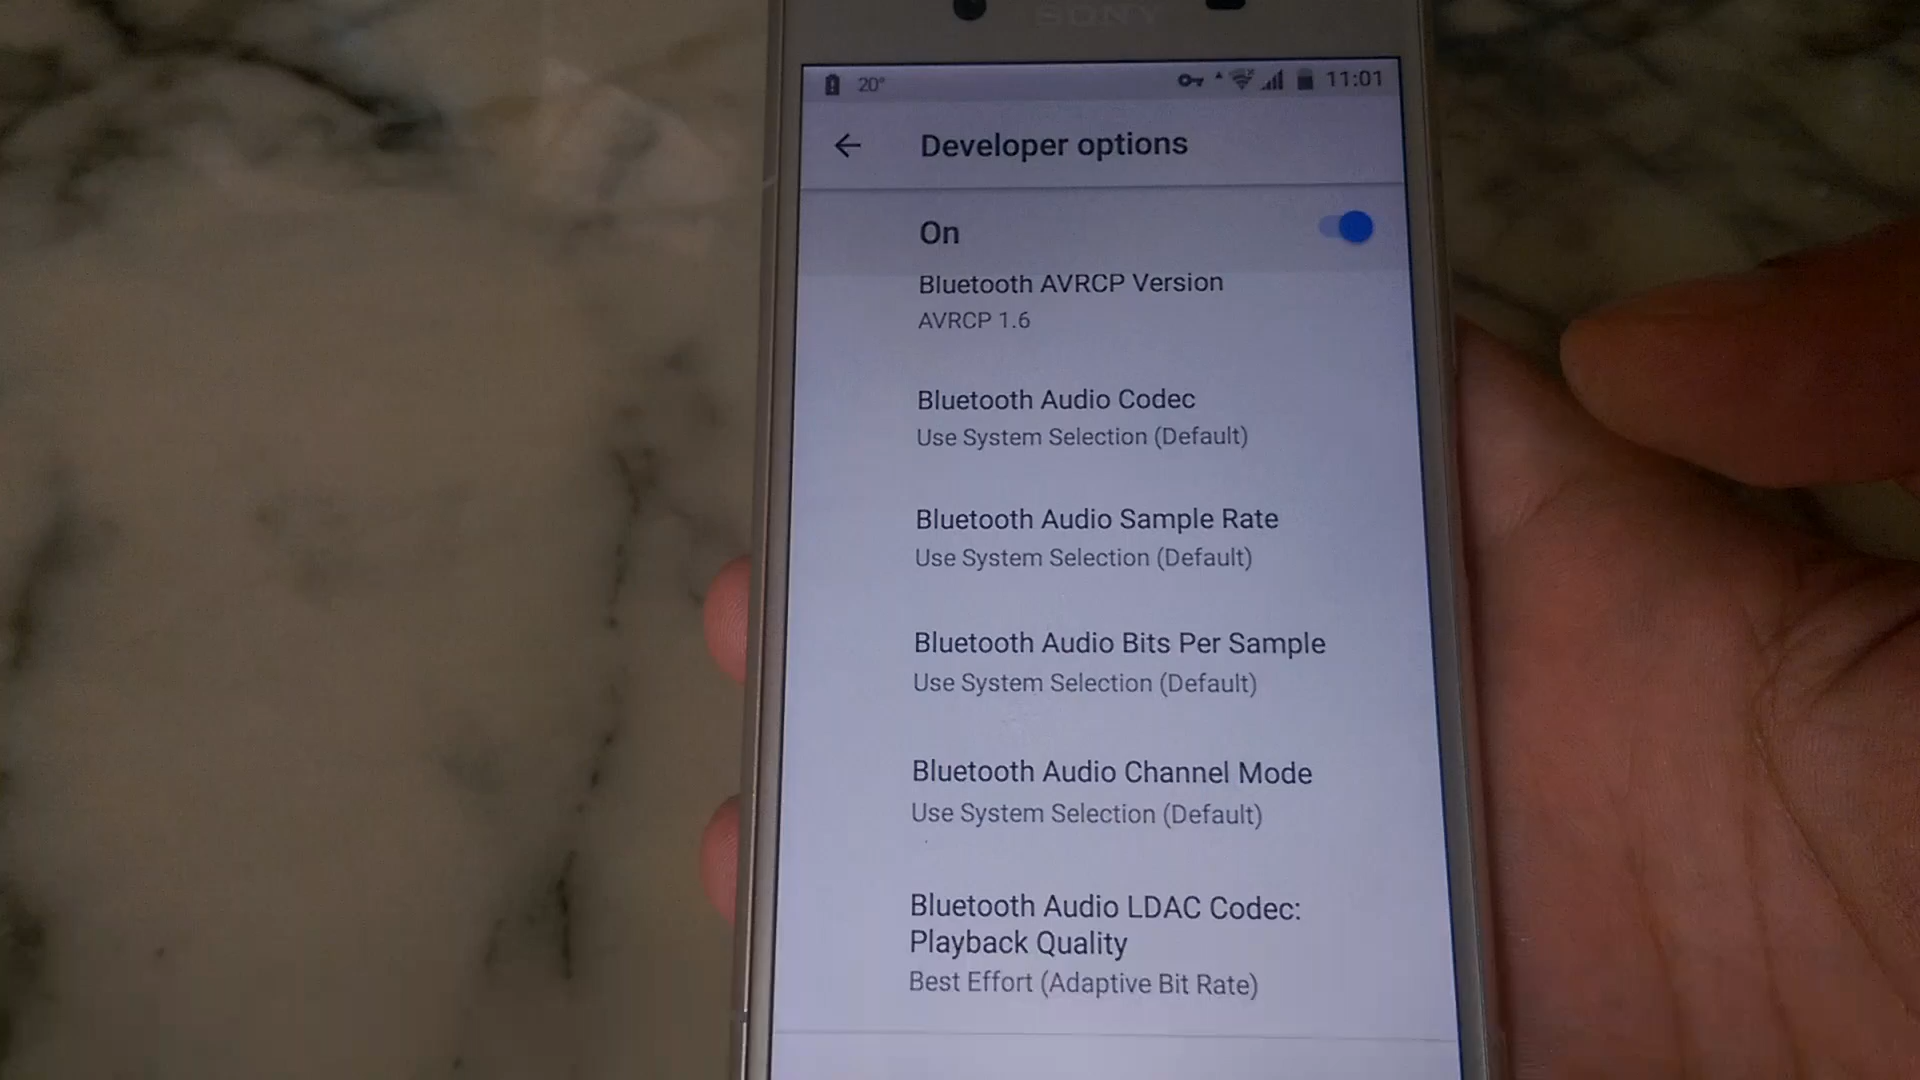 SONY
20° 11:01
Developer options
On
Bluetooth AVRCP Version
AVRCP 1.6
Bluetooth Audio Codec
Use System Selection (Default)
Bluetooth Audio Sample Rate
Use System Selection (Default)
Bluetooth Audio Bits Per Sample
Use System Selection (Default)
Bluetooth Audio Channel Mode
Use System Selection (Default)
Bluetooth Audio LDAC Codec:
Playback Quality
Best Effort (Adaptive Bit Rate)